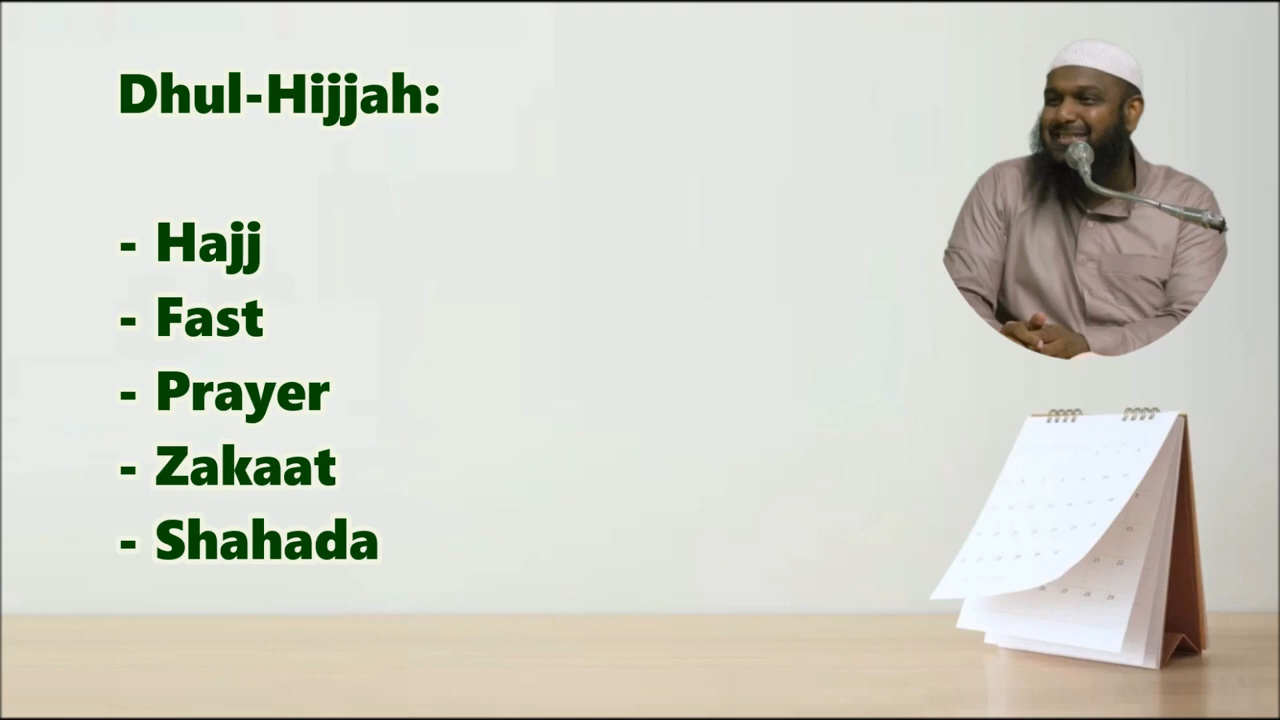 Dhul-Hijjah:
- Hajj
- Fast
- Prayer
- Zakaat
- Shahada